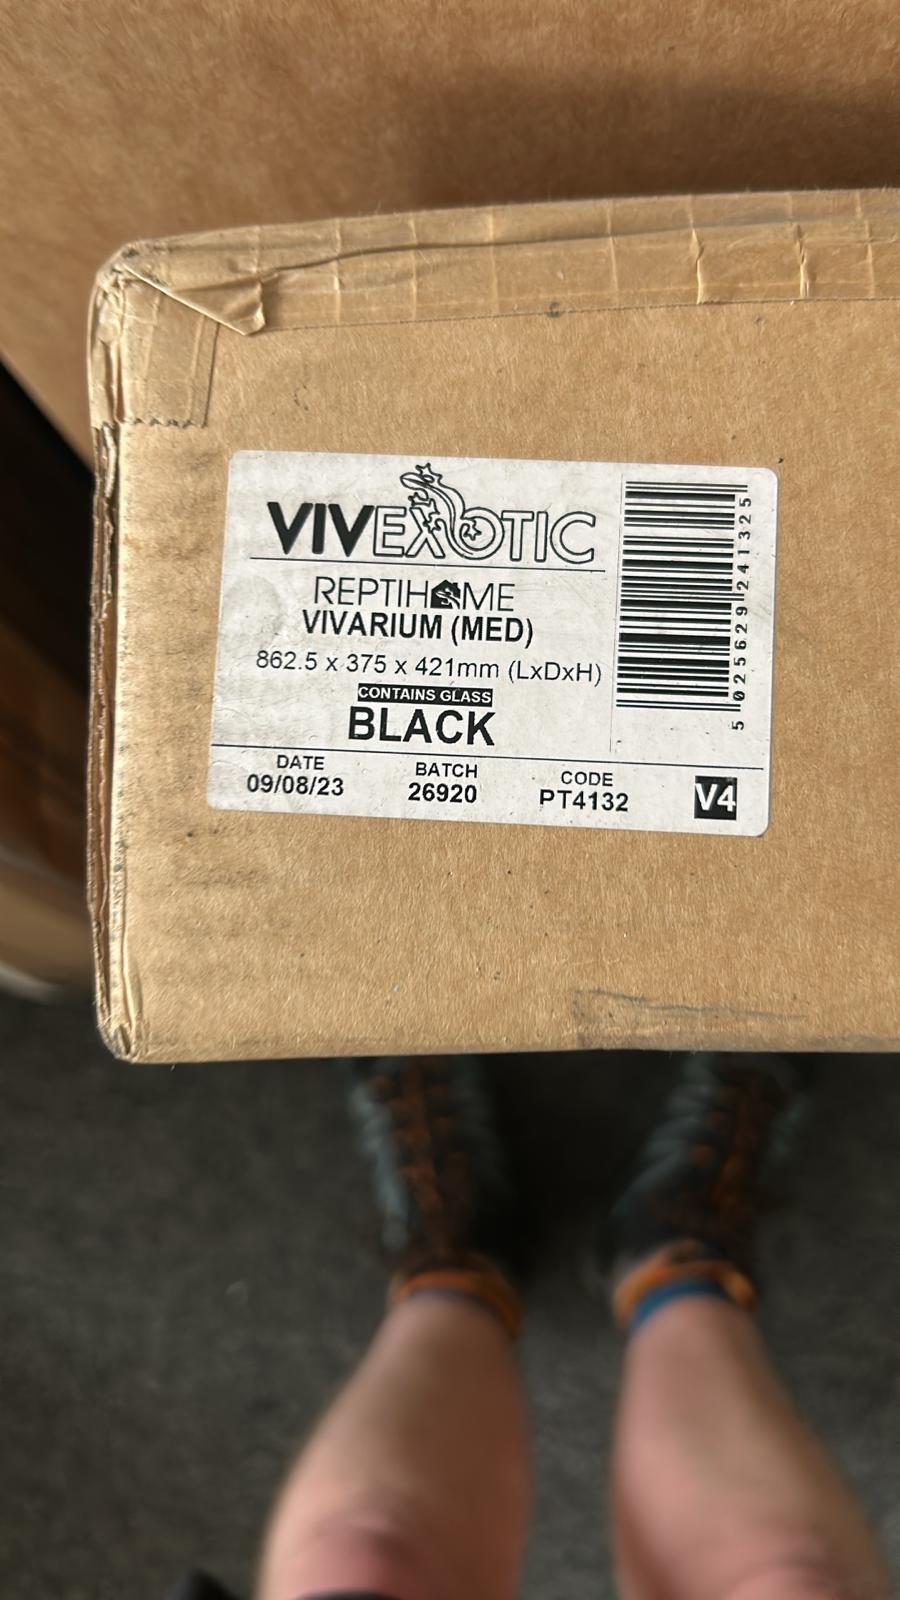 VIVEXOTIC
REPTIHOME
VIVARIUM (MED)
862.5 x 375 x 421mm (LxDxH)
CONTAINS GLASS
BLACK
DATE
09/08/23
BATCH
26920
CODE
PT4132
V4
5 025629 241325